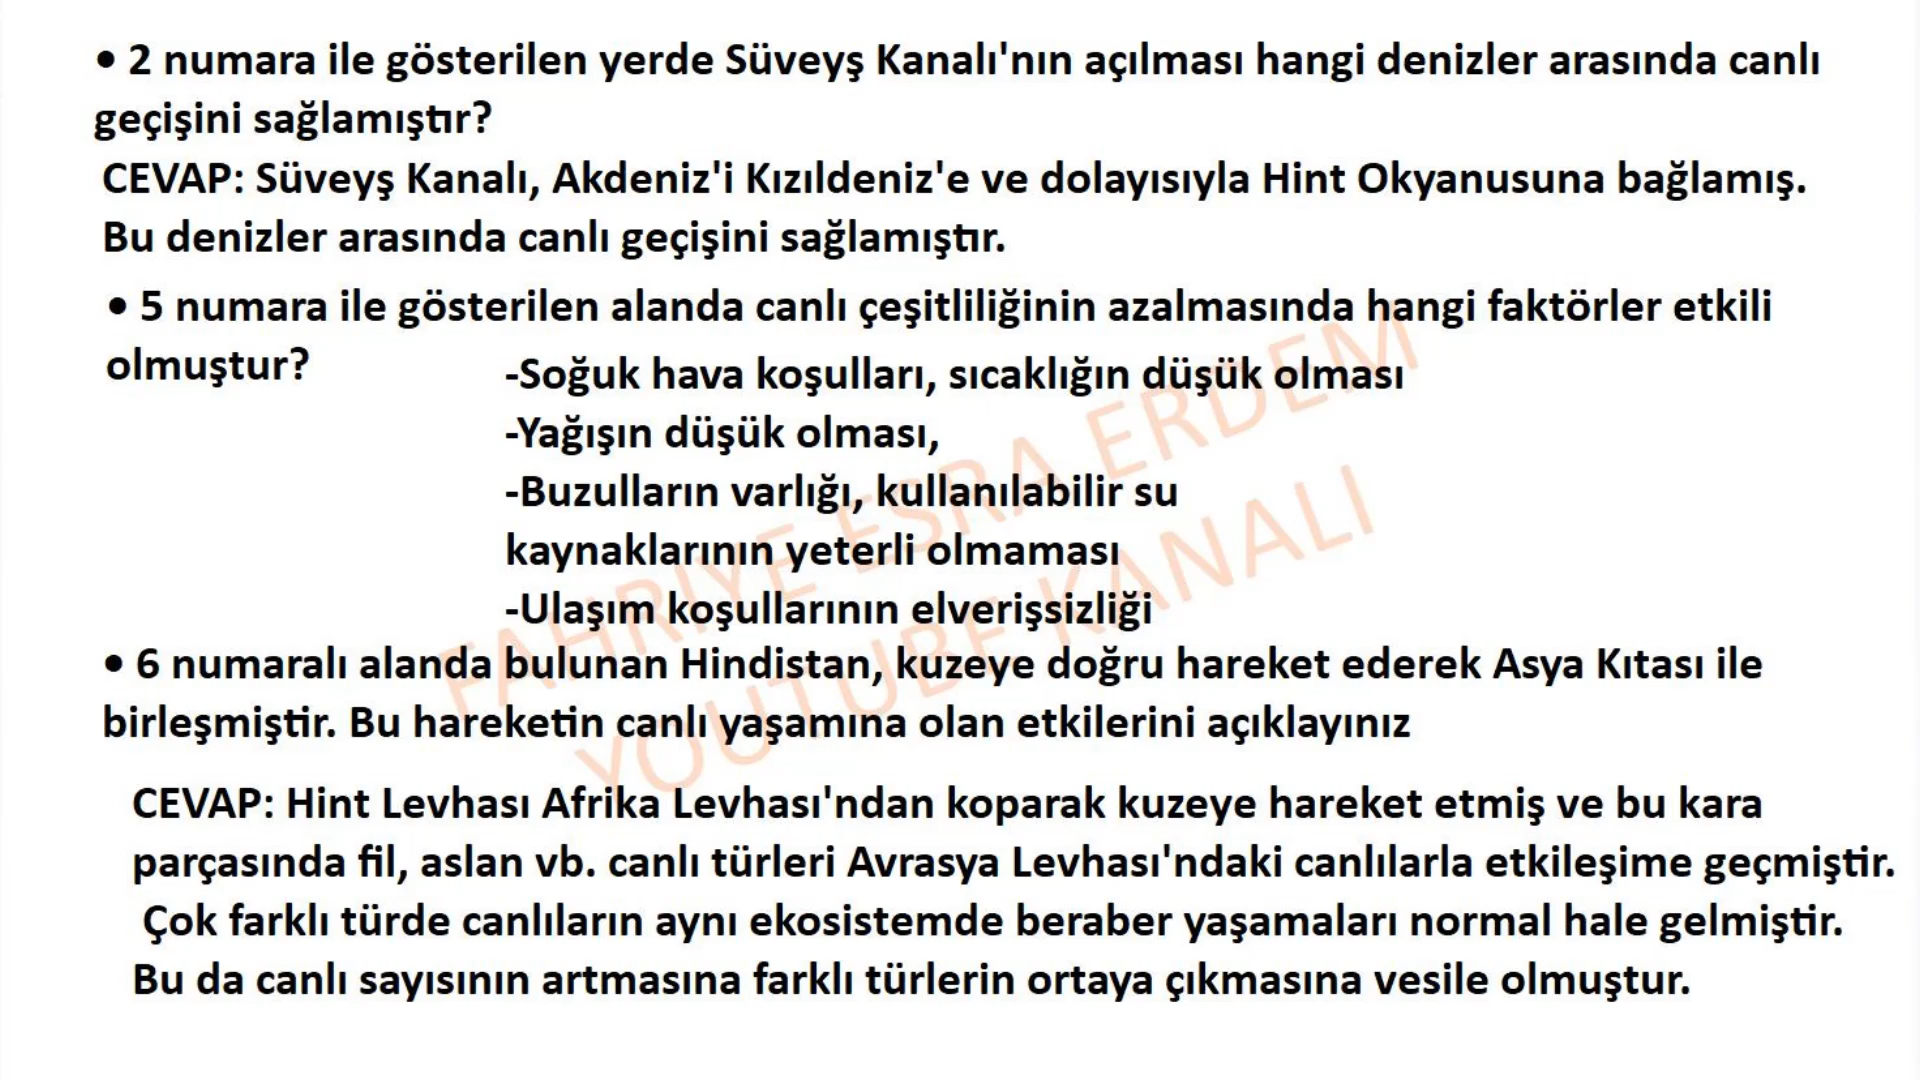 • 2 numara ile gösterilen yerde Süveyş Kanalı'nın açılması hangi denizler arasında canlı
geçişini sağlamıştır?
CEVAP: Süveyş Kanalı, Akdeniz'i Kızıldeniz'e ve dolayısıyla Hint Okyanusuna bağlamış.
Bu denizler arasında canlı geçişini sağlamıştır.
• 5 numara ile gösterilen alanda canlı çeşitliliğinin azalmasında hangi faktörler etkili
olmuştur?
-Soğuk hava koşulları, sıcaklığın düşük olması
-Yağışın düşük olması,
-Buzulların varlığı, kullanılabilir su
kaynaklarının yeterli olmaması
-Ulaşım koşullarının elverişsizliği
• 6 numaralı alanda bulunan Hindistan, kuzeye doğru hareket ederek Asya Kıtası ile
birleşmiştir. Bu hareketin canlı yaşamına olan etkilerini açıklayınız
CEVAP: Hint Levhası Afrika Levhası'ndan koparak kuzeye hareket etmiş ve bu kara
parçasında fil, aslan vb. canlı türleri Avrasya Levhası'ndaki canlılarla etkileşime geçmiştir.
Çok farklı türde canlıların aynı ekosistemde beraber yaşamaları normal hale gelmiştir.
Bu da canlı sayısının artmasına farklı türlerin ortaya çıkmasına vesile olmuştur.
FAHRİYE ESRA ERDEM
YOUTUBE KANALI